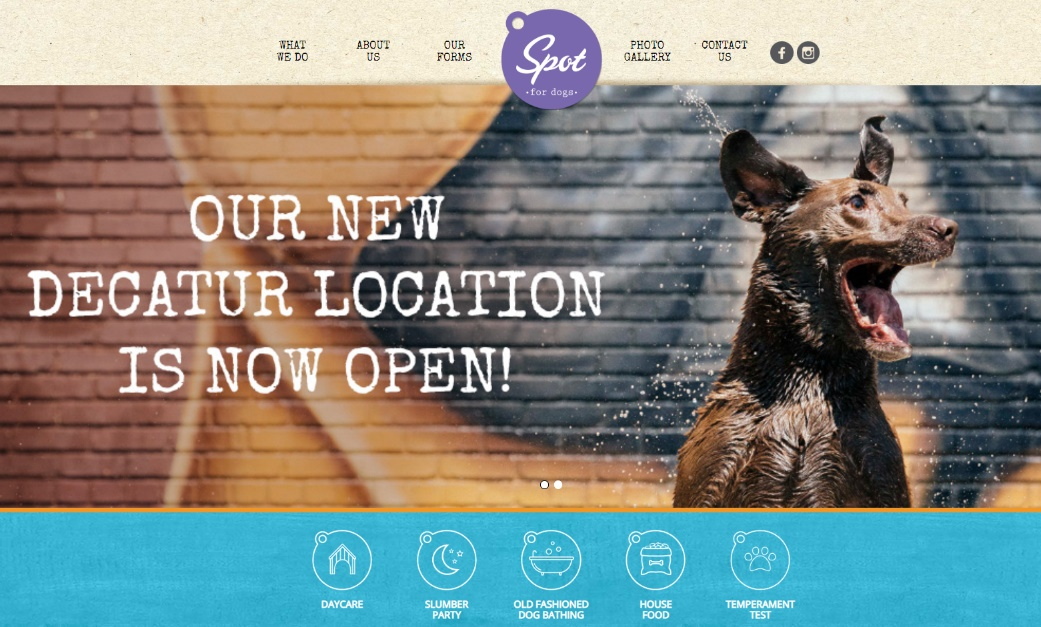 WHAT
WE DO
ABOUT
US
OUR
FORMS
Spot
•for dogs•
PHOTO
GALLERY
CONTACT
US
OUR NEW
DECATUR LOCATION
IS NOW OPEN!
DAYCARE
SLUMBER
PARTY
OLD FASHIONED
DOG BATHING
HOUSE
FOOD
TEMPERAMENT
TEST